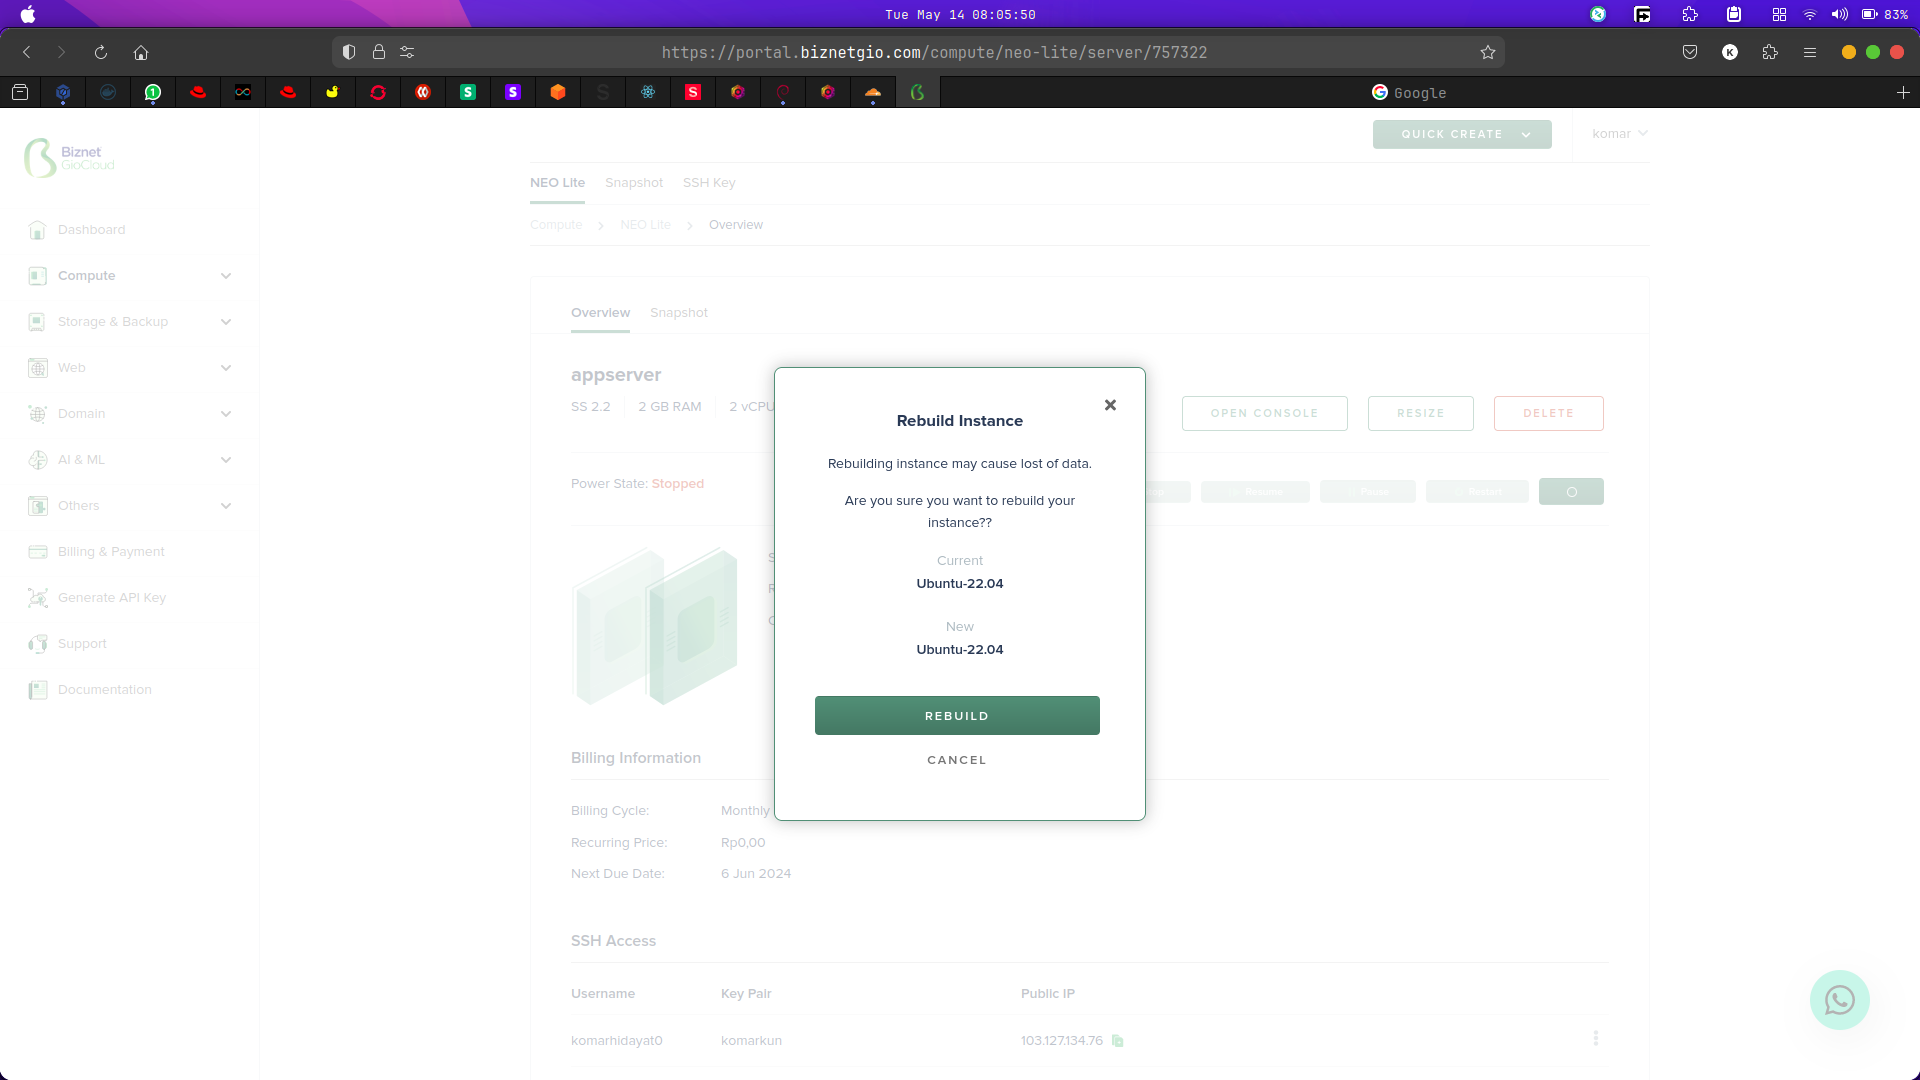 Tue May 14 08:05:50
83%
https://portal.biznetgio.com/compute/neo-lite/server/757322
K
1
S
S
S
S
Google
Biznet
GioCloud
QUICK CREATE
komar
NEO Lite
Snapshot
SSH Key
Compute
NEO Lite
Overview
Dashboard
Compute
Storage & Backup
Web
Domain
AI & ML
Others
Billing & Payment
Generate API Key
Support
Documentation
Overview
Snapshot
appserver
SS 2.2
2 GB RAM
2 vCPU
OPEN CONSOLE
RESIZE
DELETE
Power State: Stopped
Resume
Pause
Restart
Rebuild Instance
Rebuilding instance may cause lost of data.
Are you sure you want to rebuild your
instance??
Current
Ubuntu-22.04
New
Ubuntu-22.04
REBUILD
CANCEL
Billing Information
Billing Cycle:
Monthly
Recurring Price:
Rp0,00
Next Due Date:
6 Jun 2024
SSH Access
Username
Key Pair
Public IP
komarhidayat0
komarkun
103.127.134.76